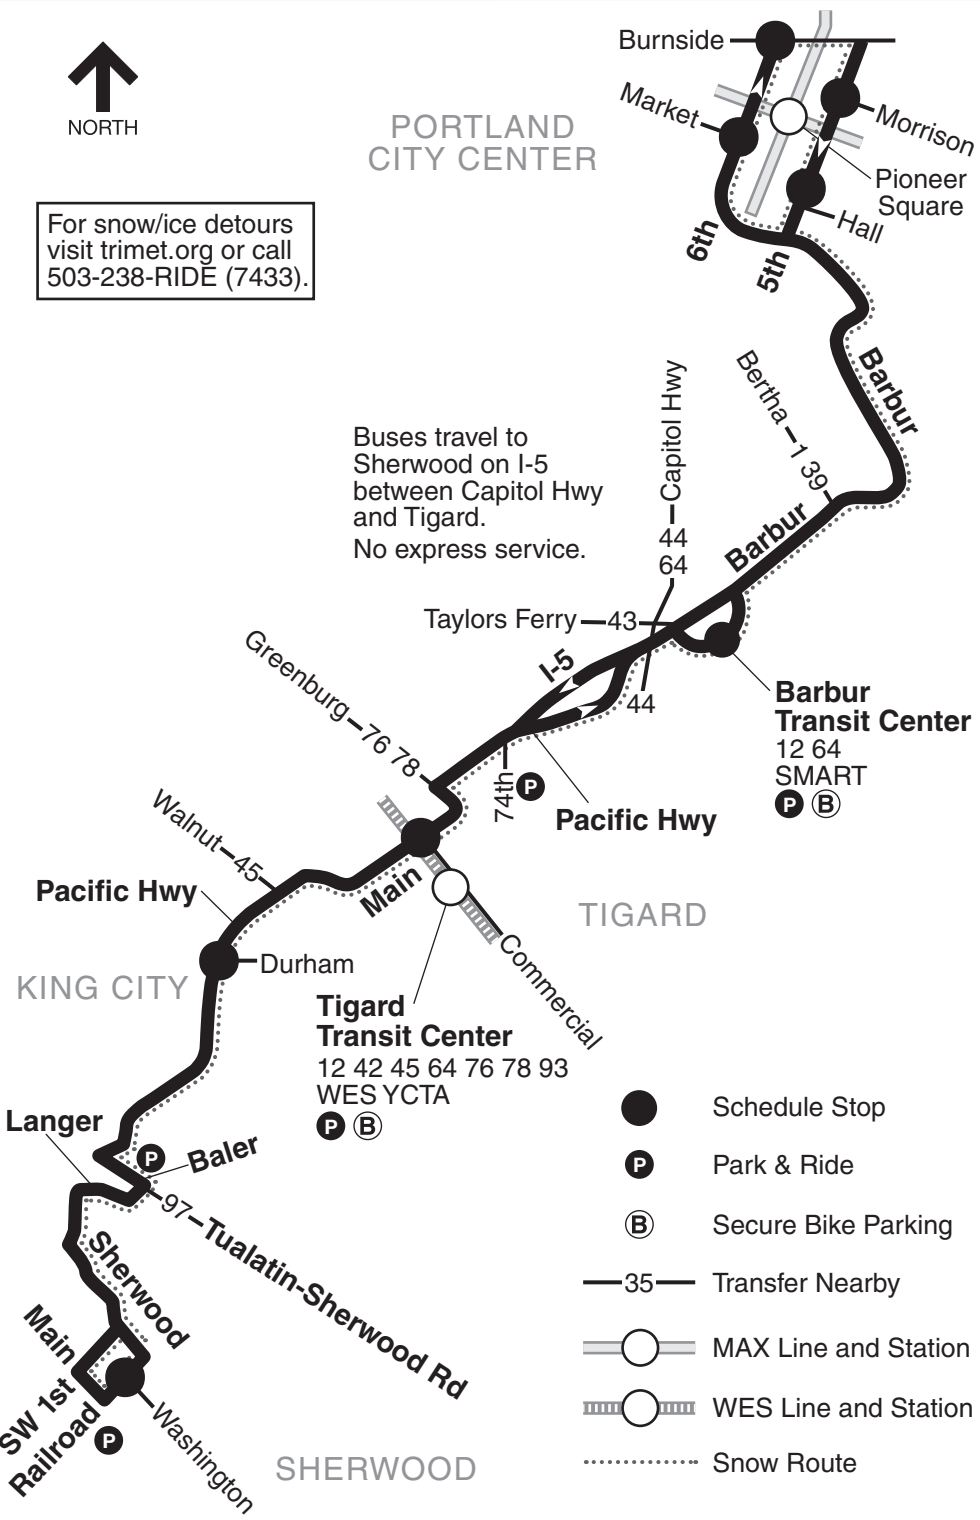 Burnside
Market
Morrison
NORTH
PORTLAND
CITY CENTER
Pioneer
Square
Hall
6th
5th
For snow/ice detours
visit trimet.org or call
503-238-RIDE (7433).
Barbur
Bertha
1 39
Capitol Hwy
44
64
Buses travel to
Sherwood on I-5
between Capitol Hwy
and Tigard.
No express service.
Barbur
Taylors Ferry
43
I-5
44
Barbur
Transit Center
12 64
SMART
P B
Greenburg
76 78
74th
P
Pacific Hwy
Walnut
45
Main
Pacific Hwy
TIGARD
Commercial
Durham
KING CITY
Tigard
Transit Center
12 42 45 64 76 78 93
WES YCTA
P B
Langer
P
Baler
97
Tualatin-Sherwood Rd
Sherwood
Main
SW 1st
Railroad
P
Washington
SHERWOOD
Schedule Stop
P Park & Ride
B Secure Bike Parking
35 Transfer Nearby
MAX Line and Station
WES Line and Station
Snow Route